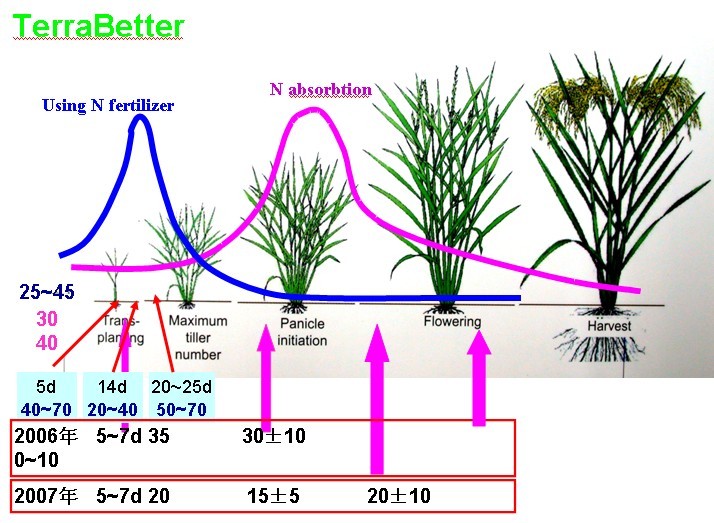 TerraBetter
Using N fertilizer
N absorbtion
25~45
30
40
Trans-
planting
Maximum
tiller
number
Panicle
initiation
Flowering
Harvest
5d
40~70
14d
20~40
20~25d
50~70
2006年 5~7d 35 30±10
0~10
2007年 5~7d 20 15±5 20±10